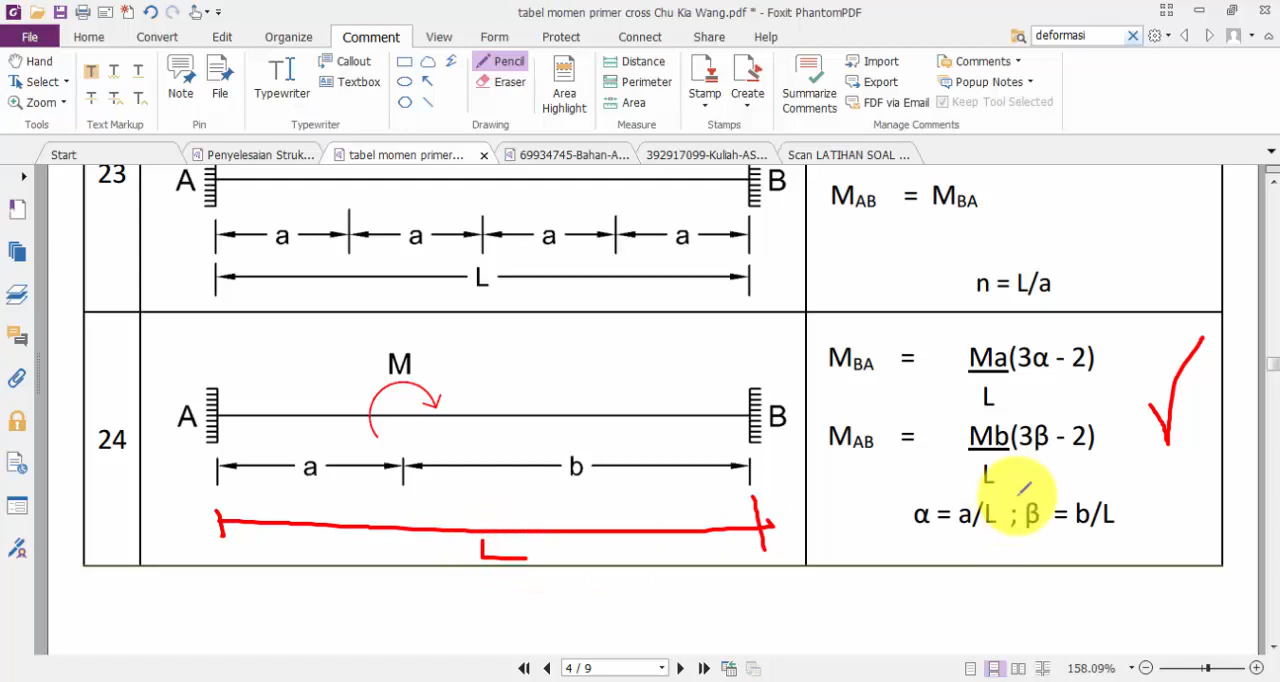 tabel momen primer cross Chu Kia Wang.pdf * - Foxit PhantomPDF
File Home Convert Edit Organize Comment View Form Protect Connect Share Help deformasi
Hand Select Zoom
Tools
T T T
T T T
Text Markup
Note File
Pin
Typewriter
Callout
Textbox
Typewriter
Pencil
Eraser
Drawing
Area Highlight
Distance
Perimeter
Area
Measure
Stamp Create
Stamps
Summarize Comments
Import
Export
FDF via Email
Comments
Popup Notes
Keep Tool Selected
Manage Comments
Start Penyelesaian Struk... tabel momen primer... 69934745-Bahan-A... 392917099-Kuliah-AS... Scan LATIHAN SOAL ...
23
A B
a a a a
L
MAB = MBA
n = L/a
24
M
A B
a b
L
MBA = Ma(3α - 2)
L
MAB = Mb(3β - 2)
L
α = a/L ; β = b/L
4 / 9
158.09%